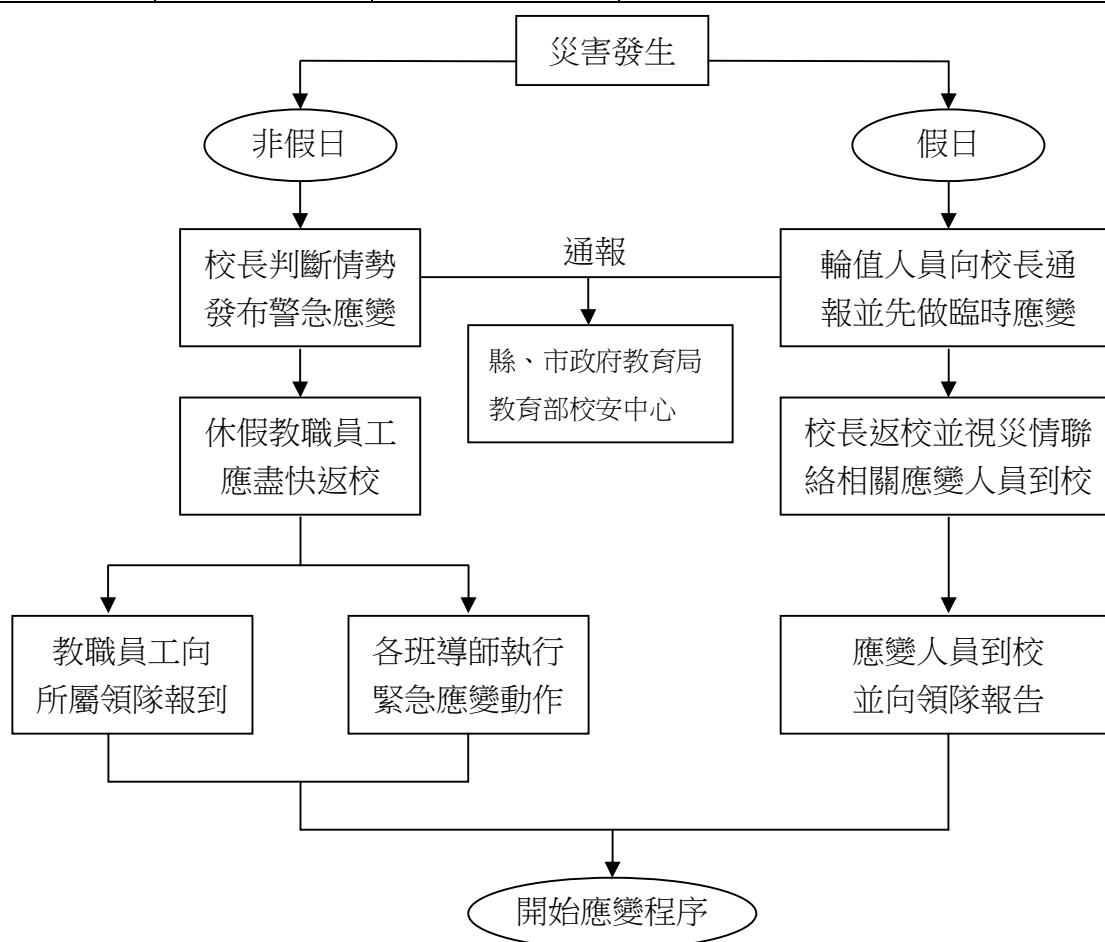 災害發生
非假日
假日
校長判斷情勢
發布警急應變
通報
輪值人員向校長通
報並先做臨時應變
縣、市政府教育局
教育部校安中心
休假教職員工
應盡快返校
校長返校並視災情聯
絡相關應變人員到校
教職員工向
所屬領隊報到
各班導師執行
緊急應變動作
應變人員到校
並向領隊報告
開始應變程序